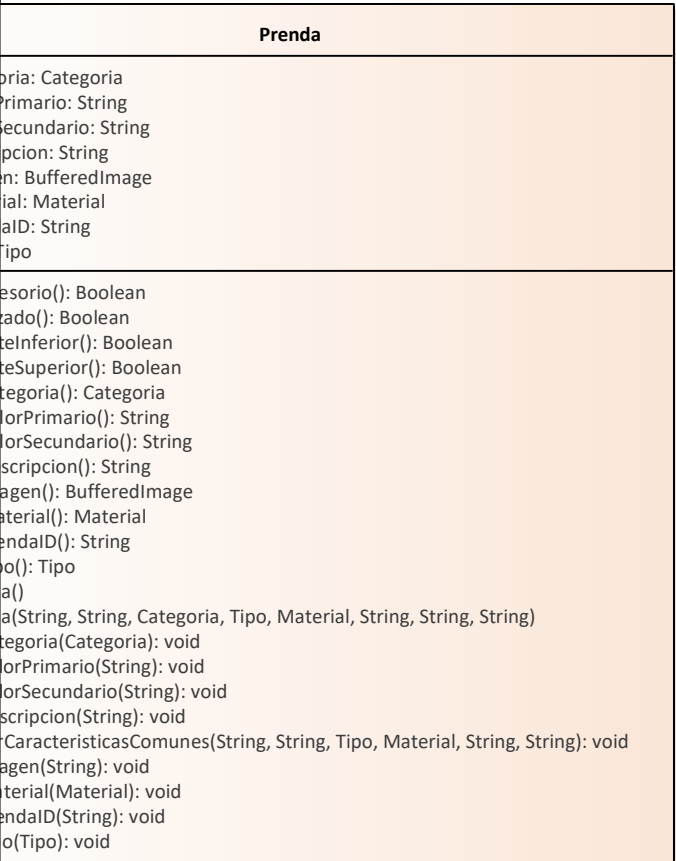 Prenda
oria: Categoria
Primario: String
Secundario: String
pcion: String
en: BufferedImage
ial: Material
aID: String
Tipo
esorio(): Boolean
zado(): Boolean
teInferior(): Boolean
teSuperior(): Boolean
tegoria(): Categoria
lorPrimario(): String
lorSecundario(): String
scripcion(): String
agen(): BufferedImage
aterial(): Material
endaID(): String
po(): Tipo
a()
a(String, String, Categoria, Tipo, Material, String, String, String)
tegoria(Categoria): void
lorPrimario(String): void
lorSecundario(String): void
scripcion(String): void
rCaracteristicasComunes(String, String, Tipo, Material, String, String): void
agen(String): void
aterial(Material): void
endaID(String): void
o(Tipo): void